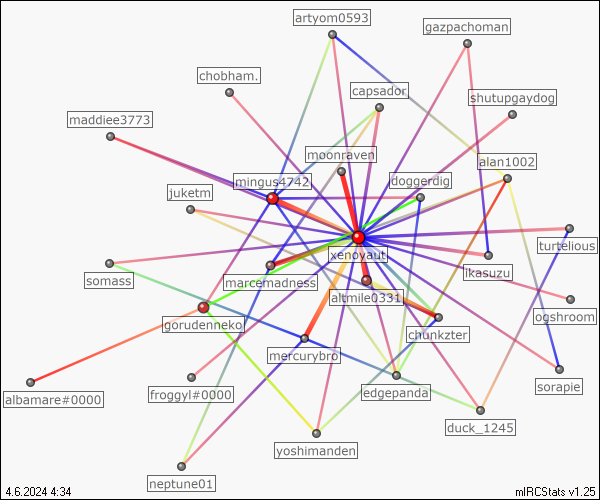 artyom0593
gazpachoman
chobham.
capsador
shutupgaydog
maddiee3773
moonraven
alan1002
mingus4742
doggerdig
juketm
xenoyaut
turtelious
somass
marcemadness
ikasuzu
altmile0331
ogshroom
gorudenneko
chunkzter
mercurybro
sorapie
albamare#0000
froggyl#0000
edgepanda
duck_1245
yoshimanden
neptune01
4.6.2024 4:34
mIRCStats v1.25